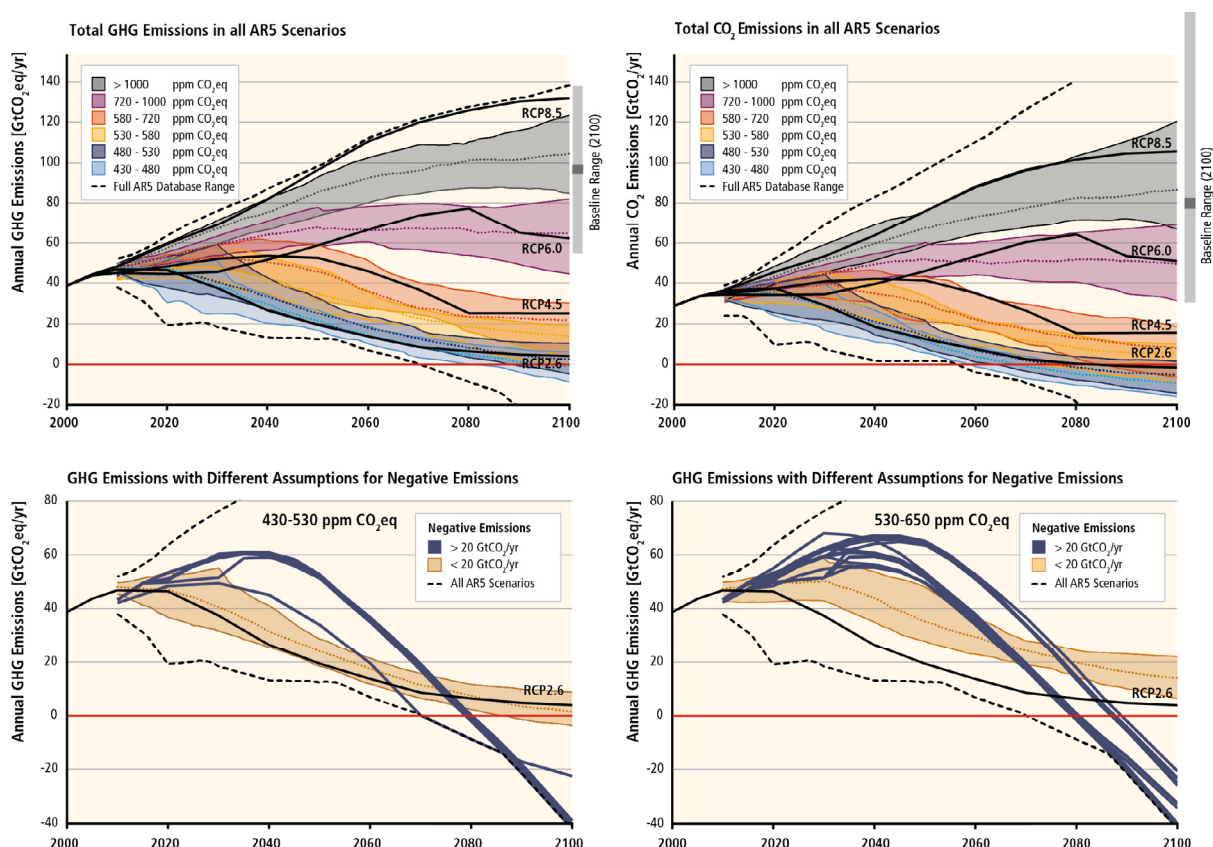 Total GHG Emissions in all AR5 Scenarios
Annual GHG Emissions [GtCO₂eq/yr]
140
120
100
80
60
40
20
0
-20
> 1000 ppm CO₂eq
720 - 1000 ppm CO₂eq
580 - 720 ppm CO₂eq
530 - 580 ppm CO₂eq
480 - 530 ppm CO₂eq
430 - 480 ppm CO₂eq
Full AR5 Database Range
RCP8.5
RCP6.0
RCP4.5
RCP2.6
Baseline Range (2100)
2000
2020
2040
2060
2080
2100
Total CO₂ Emissions in all AR5 Scenarios
Annual CO₂ Emissions [GtCO₂/yr]
140
120
100
80
60
40
20
0
-20
> 1000 ppm CO₂eq
720 - 1000 ppm CO₂eq
580 - 720 ppm CO₂eq
530 - 580 ppm CO₂eq
480 - 530 ppm CO₂eq
430 - 480 ppm CO₂eq
Full AR5 Database Range
RCP8.5
RCP6.0
RCP4.5
RCP2.6
Baseline Range (2100)
2000
2020
2040
2060
2080
2100
GHG Emissions with Different Assumptions for Negative Emissions
Annual GHG Emissions [GtCO₂eq/yr]
80
60
40
20
0
-20
-40
430-530 ppm CO₂eq
Negative Emissions
> 20 GtCO₂/yr
< 20 GtCO₂/yr
All AR5 Scenarios
RCP2.6
2000
2020
2040
2060
2080
2100
GHG Emissions with Different Assumptions for Negative Emissions
Annual GHG Emissions [GtCO₂eq/yr]
80
60
40
20
0
-20
-40
530-650 ppm CO₂eq
Negative Emissions
> 20 GtCO₂/yr
< 20 GtCO₂/yr
All AR5 Scenarios
RCP2.6
2000
2020
2040
2060
2080
2100